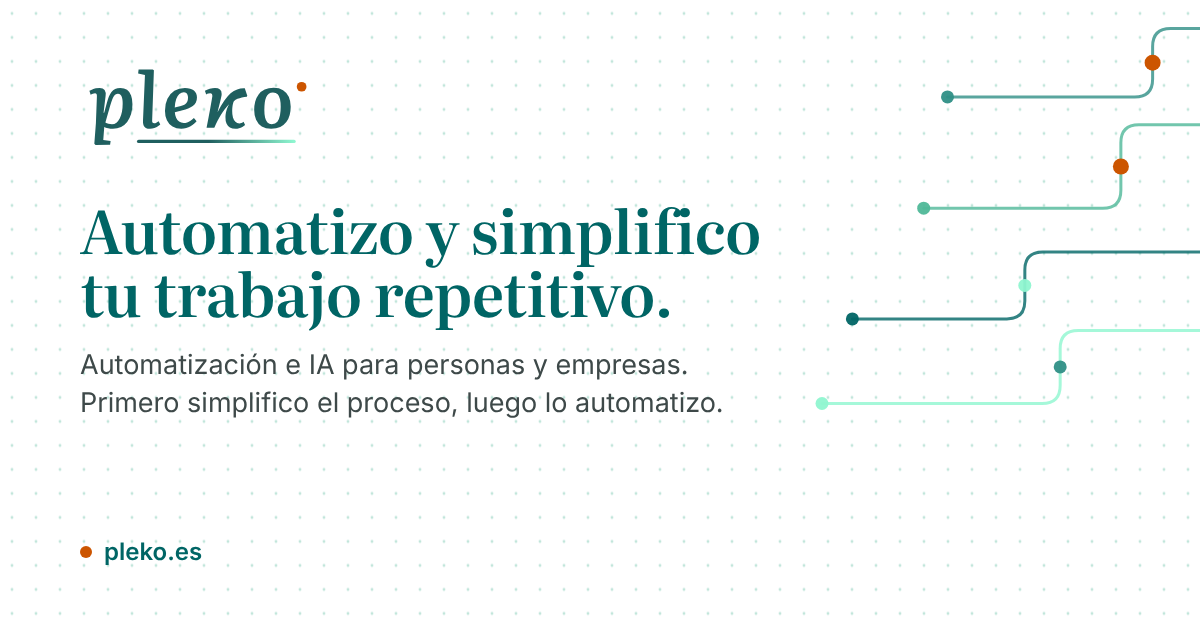 pleko
Automatizo y simplifico
tu trabajo repetitivo.
Automatización e IA para personas y empresas.
Primero simplifico el proceso, luego lo automatizo.
pleko.es